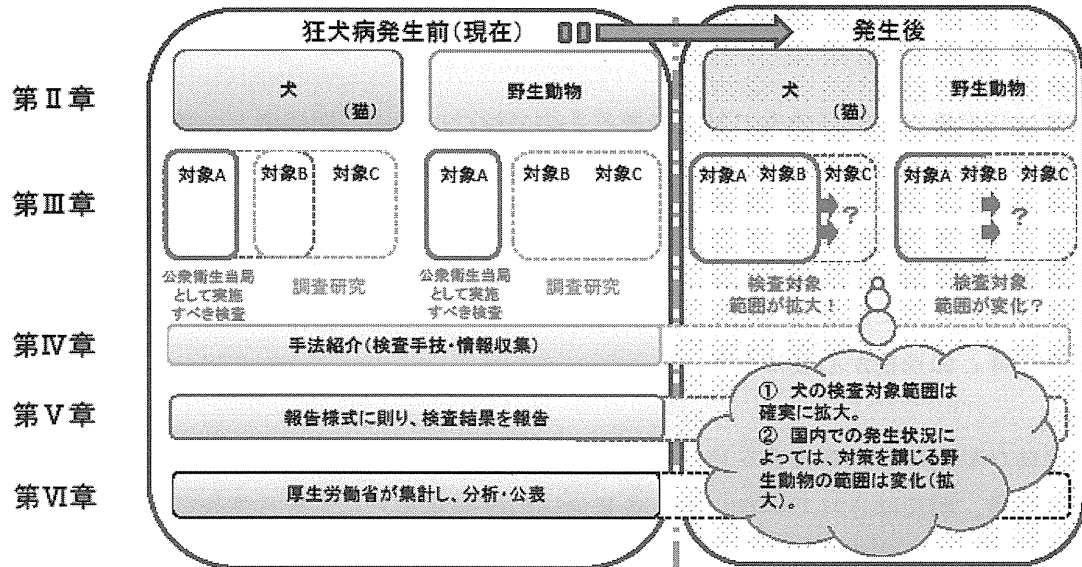 狂犬病発生前(現在)
発生後
第Ⅱ章
犬
(猫)
野生動物
犬
(猫)
野生動物
第Ⅲ章
対象A
対象B
対象C
対象A
対象B
対象C
対象A
対象B
対象C
?
対象A
対象B
対象C
?
公衆衛生当局
として実施
すべき検査
調査研究
公衆衛生当局
として実施
すべき検査
調査研究
検査対象
範囲が拡大!
検査対象
範囲が変化?
第Ⅳ章
手法紹介(検査手技・情報収集)
第Ⅴ章
報告様式に則り、検査結果を報告
第Ⅵ章
厚生労働省が集計し、分析・公表
① 犬の検査対象範囲は
確実に拡大。
② 国内での発生状況に
よっては、対策を講じる野
生動物の範囲は変化(拡
大)。